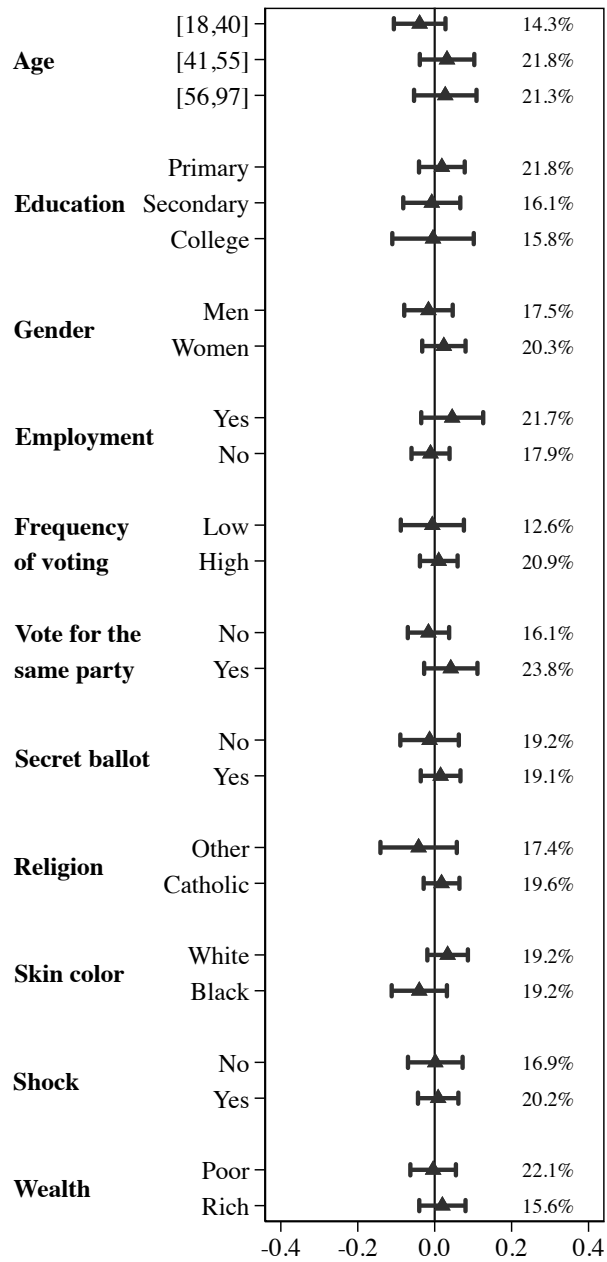 [18,40] 14.3%
Age [41,55] 21.8%
[56,97] 21.3%
Primary 21.8%
Education Secondary 16.1%
College 15.8%
Men 17.5%
Gender
Women 20.3%
Yes 21.7%
Employment
No 17.9%
Frequency Low 12.6%
of voting High 20.9%
Vote for the No 16.1%
same party Yes 23.8%
No 19.2%
Secret ballot
Yes 19.1%
Other 17.4%
Religion
Catholic 19.6%
White 19.2%
Skin color
Black 19.2%
No 16.9%
Shock
Yes 20.2%
Poor 22.1%
Wealth
Rich 15.6%
-0.4 -0.2 0.0 0.2 0.4